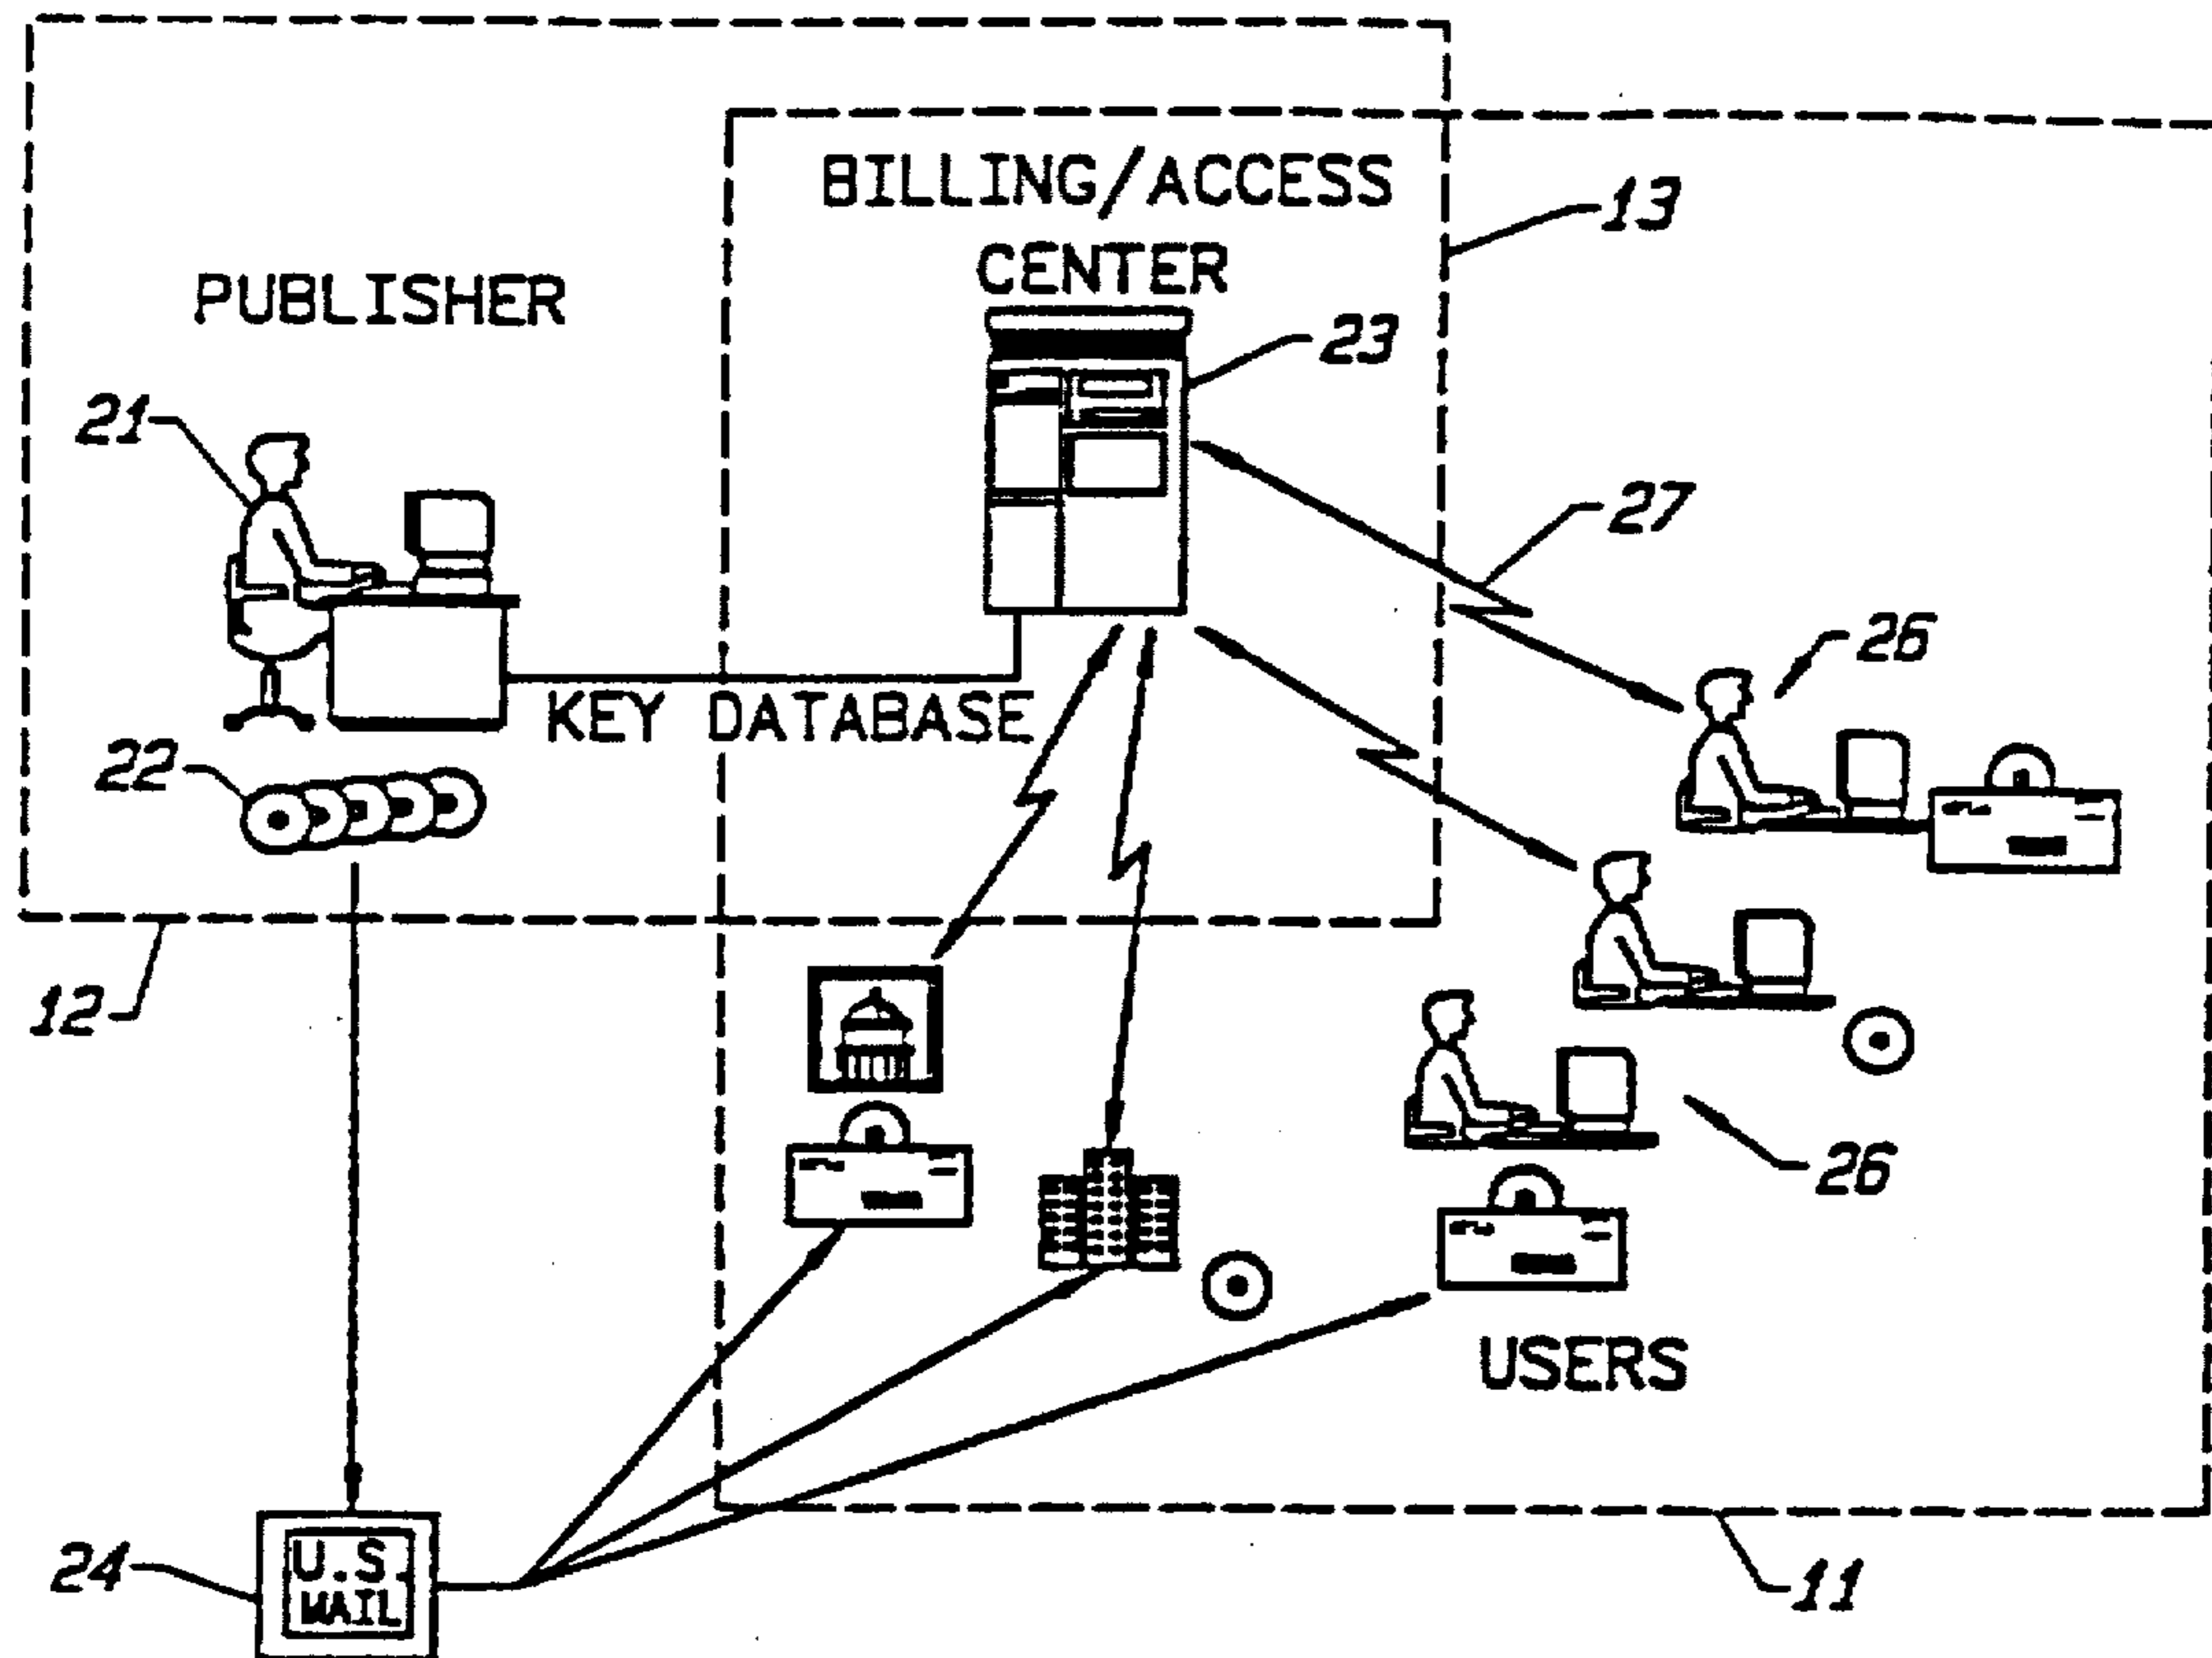 BILLING/ACCESS
CENTER
13
PUBLISHER
23
21
27
26
KEY DATABASE
22
12
26
USERS
24
U.S.
MAIL
11